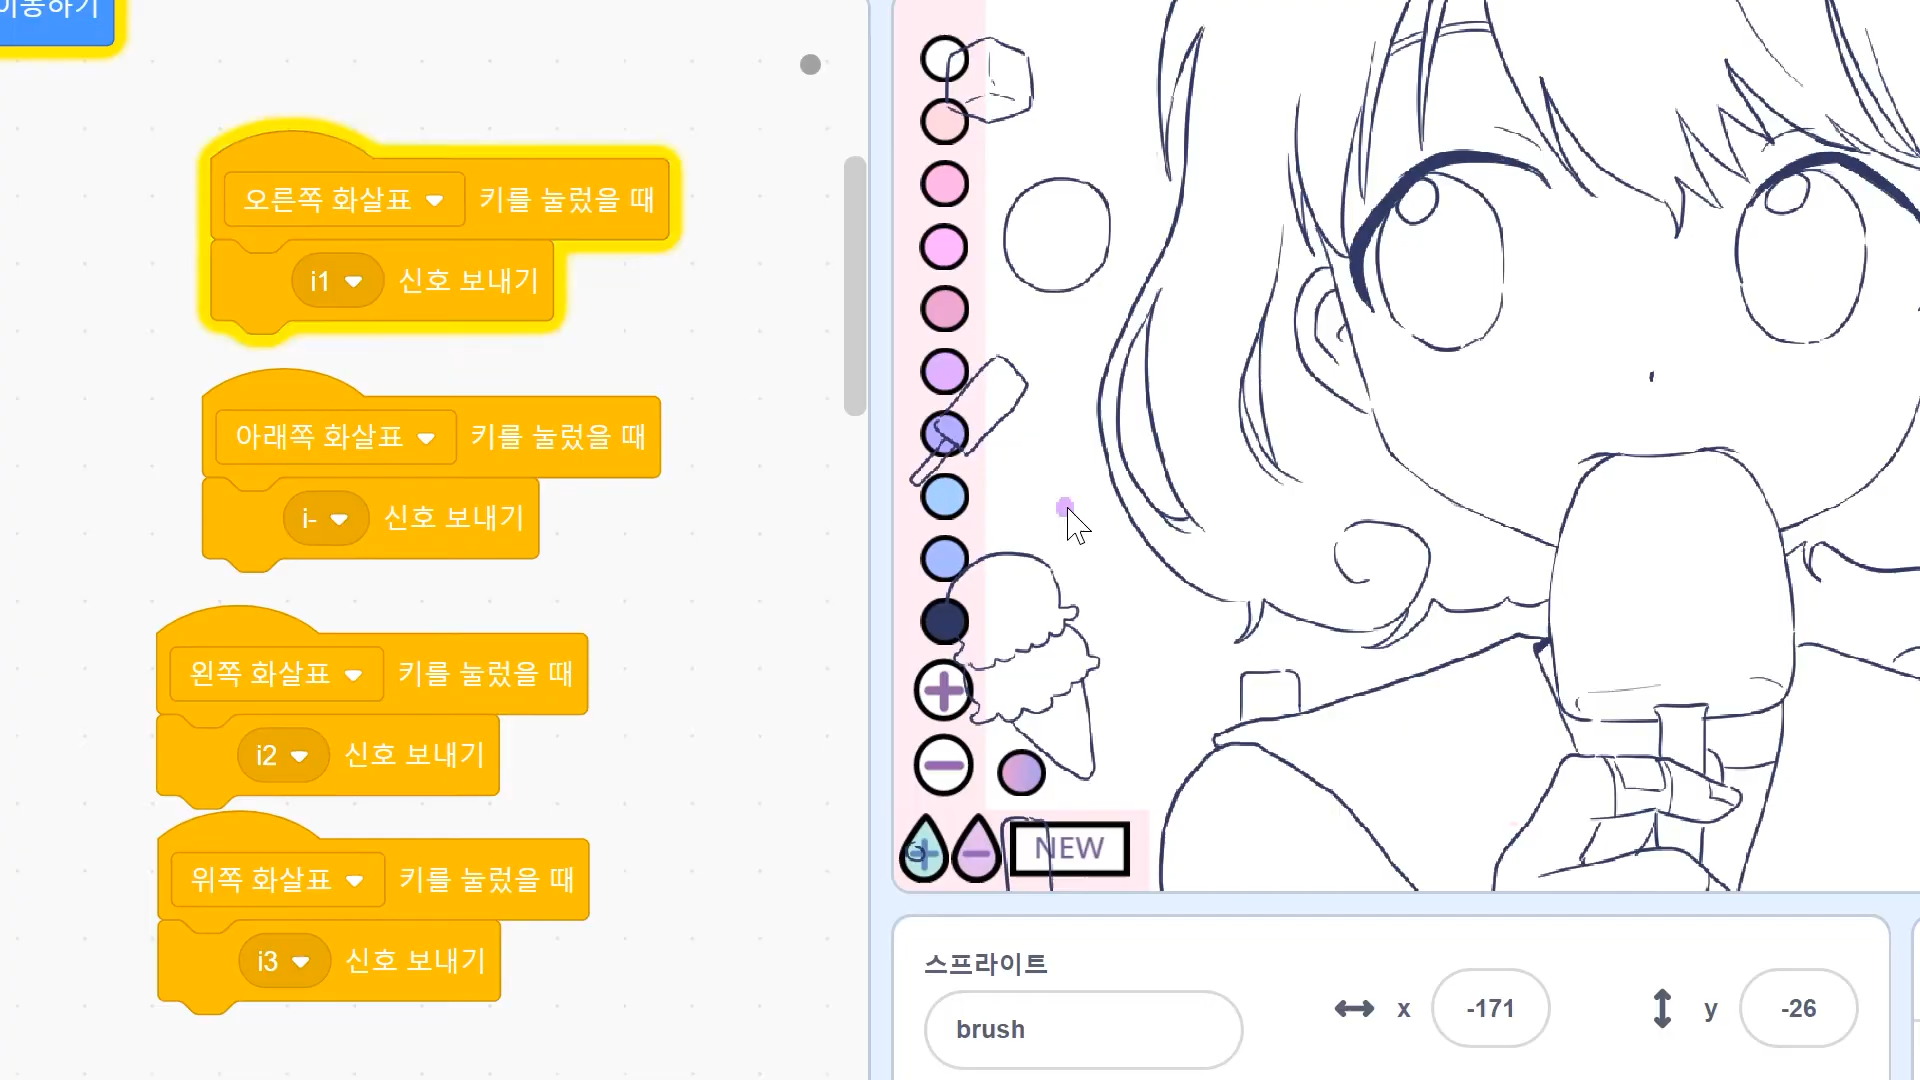 이동하기
오른쪽 화살표 키를 눌렀을 때
i1 신호 보내기
아래쪽 화살표 키를 눌렀을 때
i- 신호 보내기
왼쪽 화살표 키를 눌렀을 때
i2 신호 보내기
위쪽 화살표 키를 눌렀을 때
i3 신호 보내기
NEW
스프라이트
brush
x -171
y -26